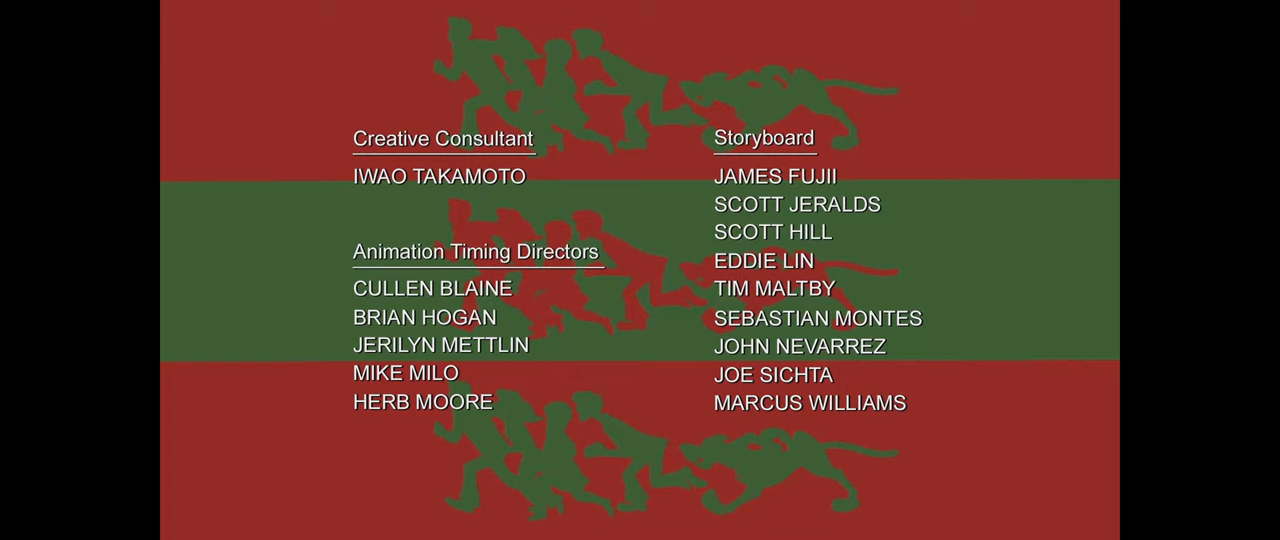 Creative Consultant
IWAO TAKAMOTO
Animation Timing Directors
CULLEN BLAINE
BRIAN HOGAN
JERILYN METTLIN
MIKE MILO
HERB MOORE
Storyboard
JAMES FUJII
SCOTT JERALDS
SCOTT HILL
EDDIE LIN
TIM MALTBY
SEBASTIAN MONTES
JOHN NEVARREZ
JOE SICHTA
MARCUS WILLIAMS